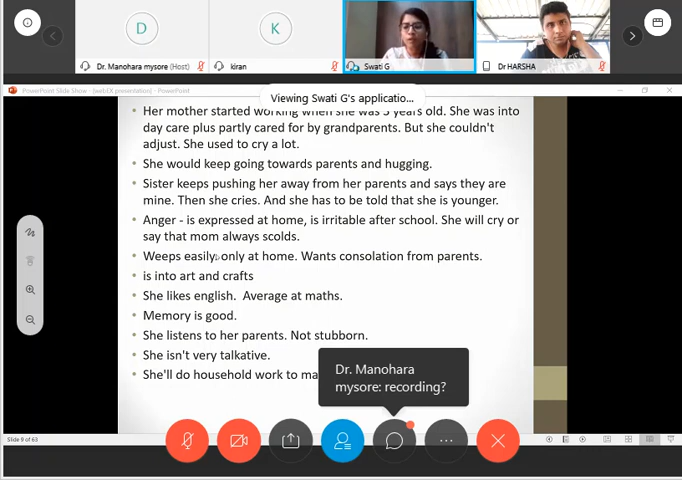 D
K
Dr. Manohara mysore (Host)
kiran
Swati G
Dr HARSHA
PowerPoint Slide Show - [webEX presentation]
Viewing Swati G's applicatio...
Her mother started working when she was 3 years old. She was into
day care plus partly cared for by grandparents. But she couldn't
adjust. She used to cry a lot.
• She would keep going towards parents and hugging.
• Sister keeps pushing her away from her parents and says they are
mine. Then she cries. And she has to be told that she is younger.
• Anger - is expressed at home, is irritable after school. She will cry or
say that mom always scolds.
• Weeps easily, only at home. Wants consolation from parents.
• is into art and crafts
• She likes english. Average at maths.
• Memory is good.
• She listens to her parents. Not stubborn.
• She isn't very talkative.
• She'll do household work to
Dr. Manohara
mysore: recording?
Slide 9 of 63